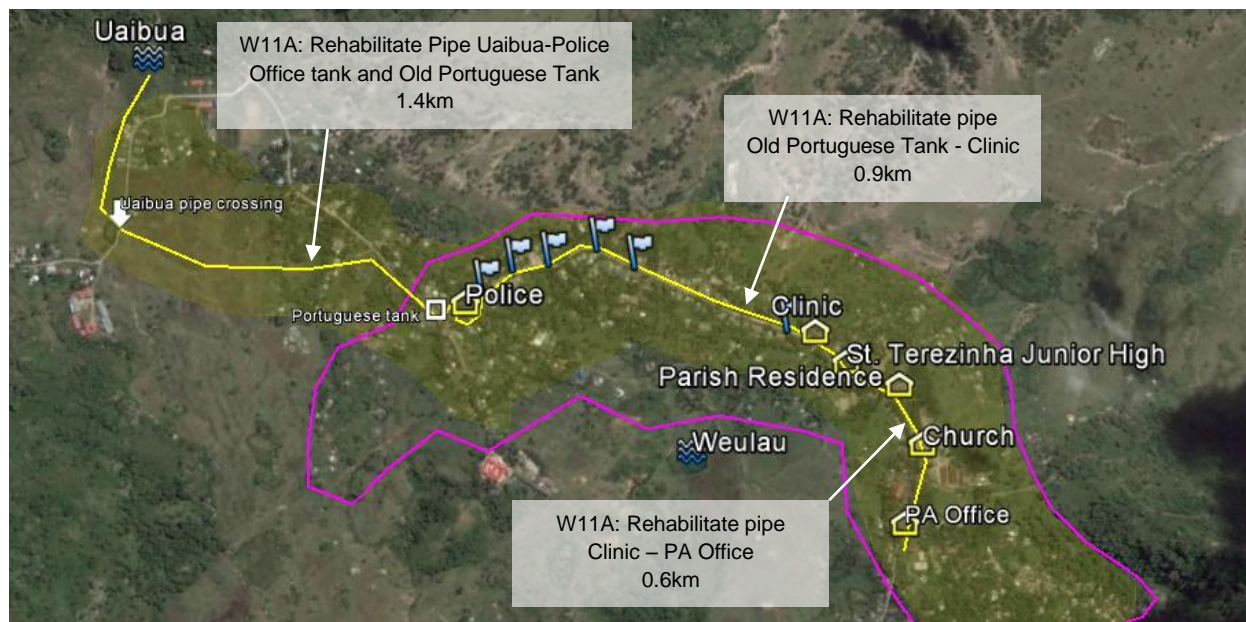 Uaibua
W11A: Rehabilitate Pipe Uaibua-Police
Office tank and Old Portuguese Tank
1.4km
W11A: Rehabilitate pipe
Old Portuguese Tank - Clinic
0.9km
Uaibua pipe crossing
Portuguese tank
Police
Clinic
St. Terezinha Junior High
Parish Residence
Church
Weulau
PA Office
W11A: Rehabilitate pipe
Clinic – PA Office
0.6km